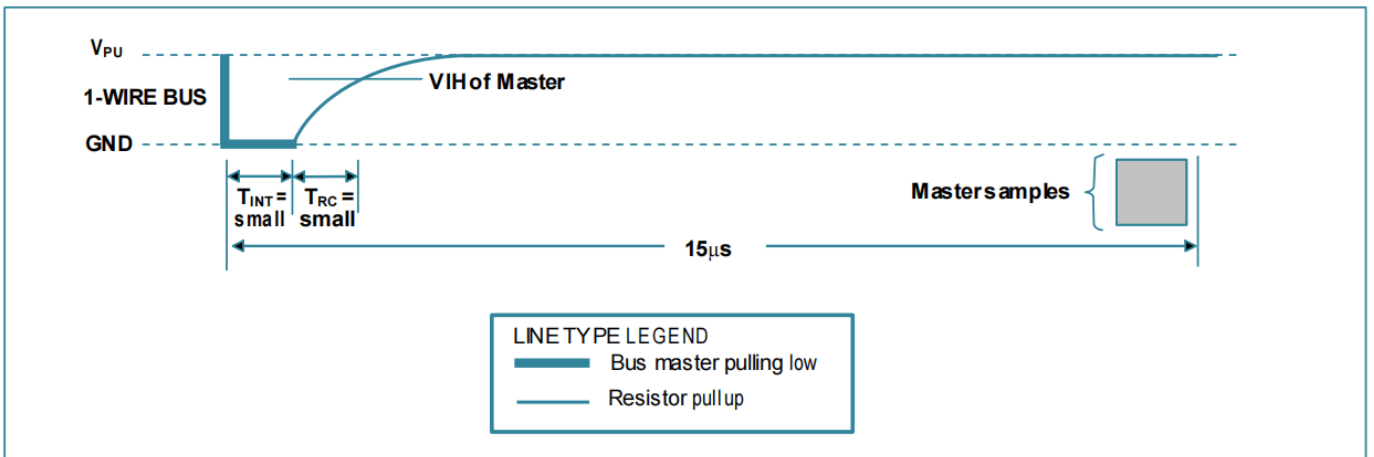 VPU
1-WIRE BUS
VIH of Master
GND
TINT = small
TRC = small
Master samples
15µs
LINE TYPE LEGEND
Bus master pulling low
Resistor pullup